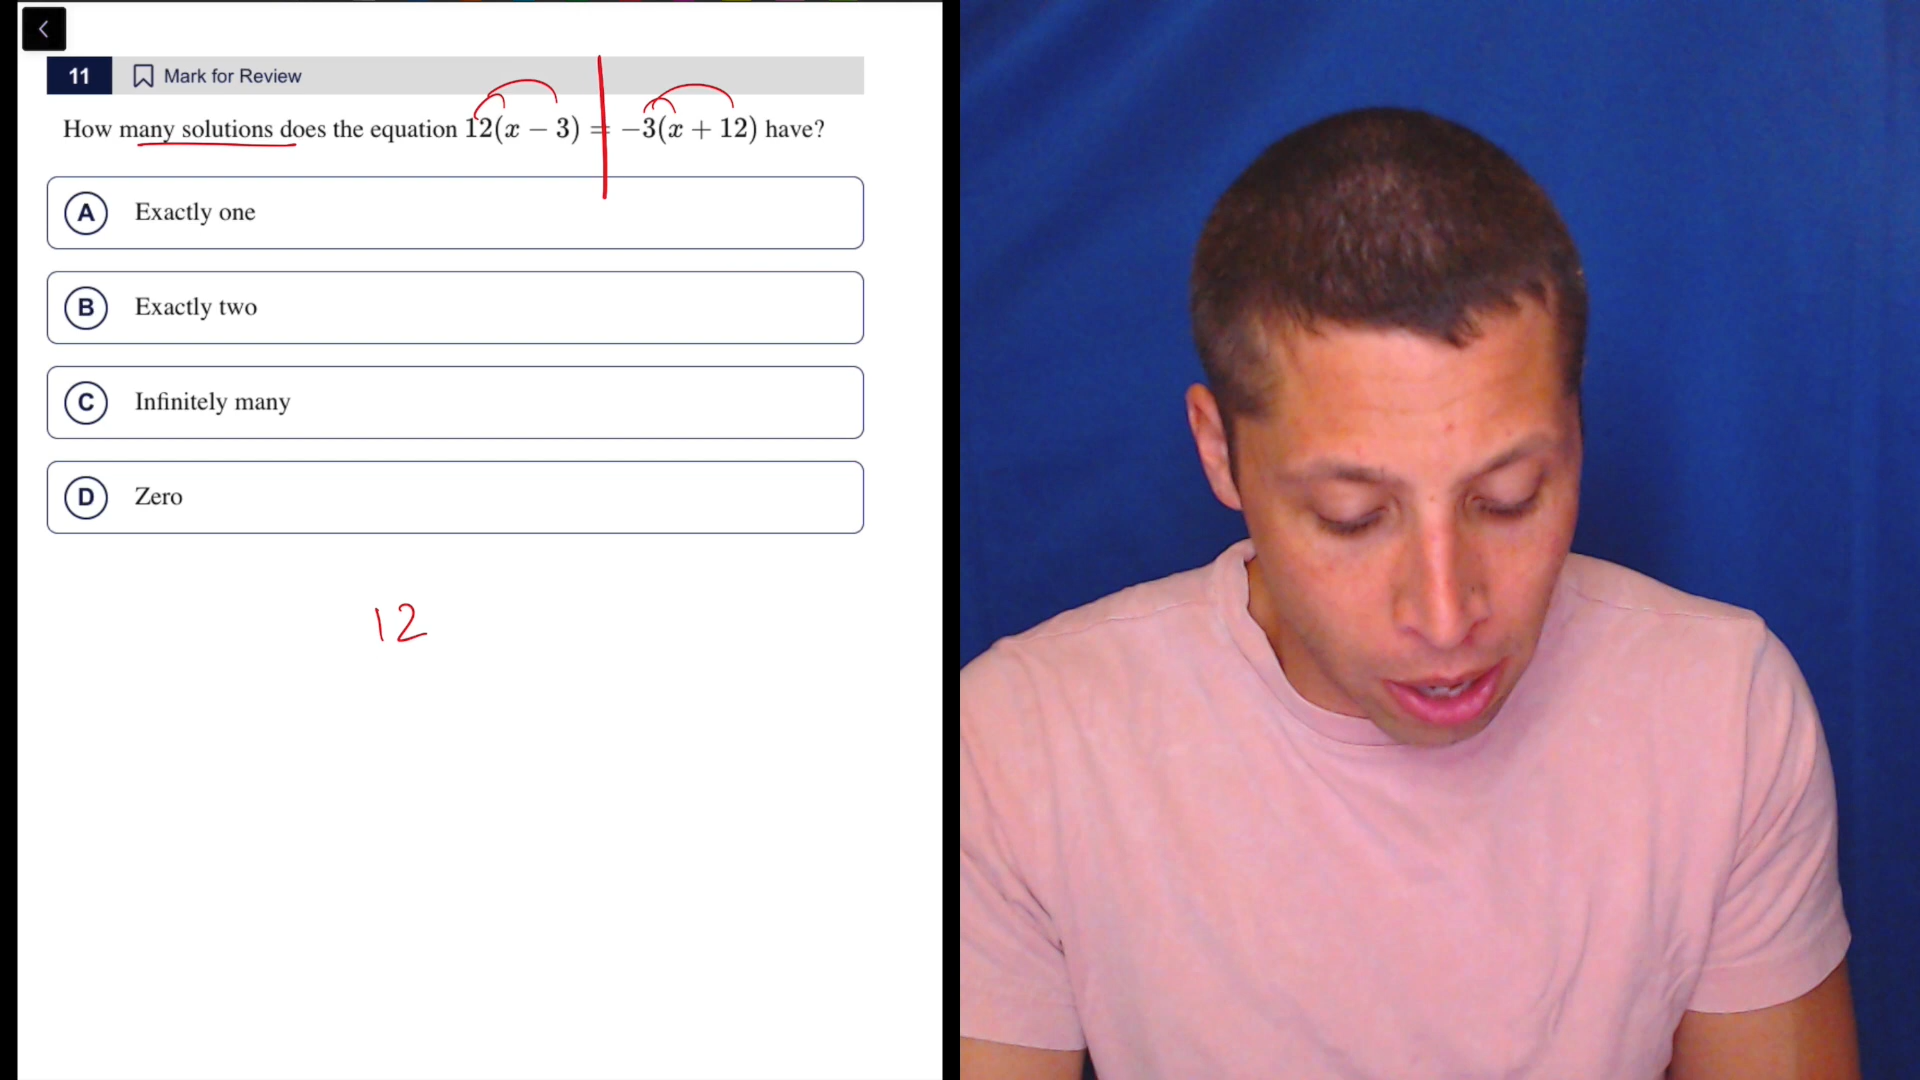 11 Mark for Review
How many solutions does the equation 12(x − 3) = −3(x + 12) have?
A Exactly one
B Exactly two
C Infinitely many
D Zero
12